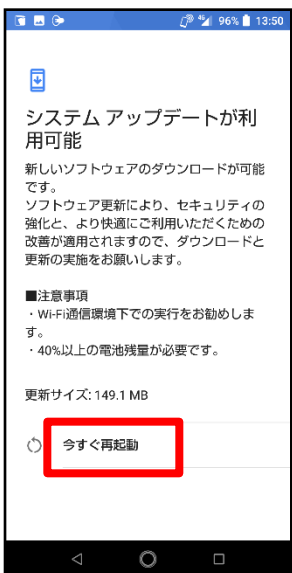 96% 13:50
システム アップデートが利
用可能
新しいソフトウェアのダウンロードが可能
です。
ソフトウェア更新により、セキュリティの
強化と、より快適にご利用いただくための
改善が適用されますので、ダウンロードと
更新の実施をお願いします。
■注意事項
・Wi-Fi通信環境下での実行をお勧めしま
す。
・40%以上の電池残量が必要です。
更新サイズ: 149.1 MB
今すぐ再起動